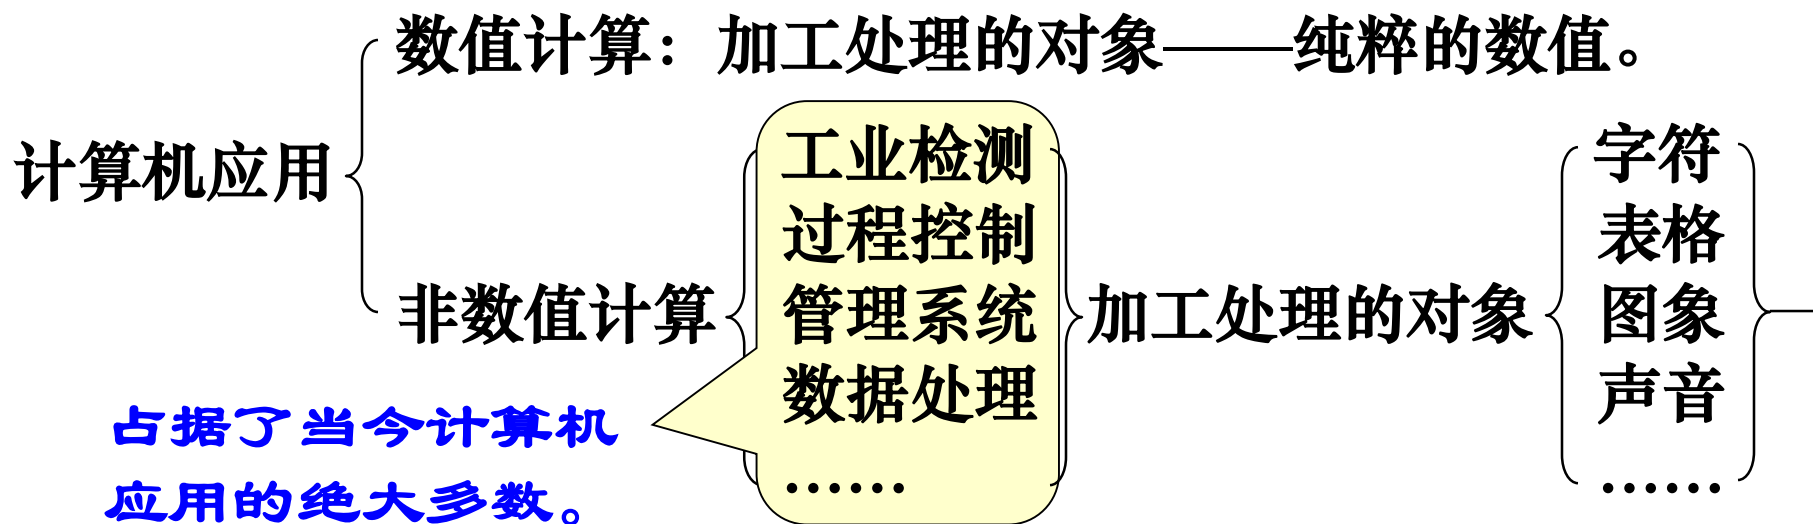 数值计算：加工处理的对象——纯粹的数值。
计算机应用
非数值计算
工业检测
过程控制
管理系统
数据处理
……
加工处理的对象
字符
表格
图象
声音
……
占据了当今计算机
应用的绝大多数。